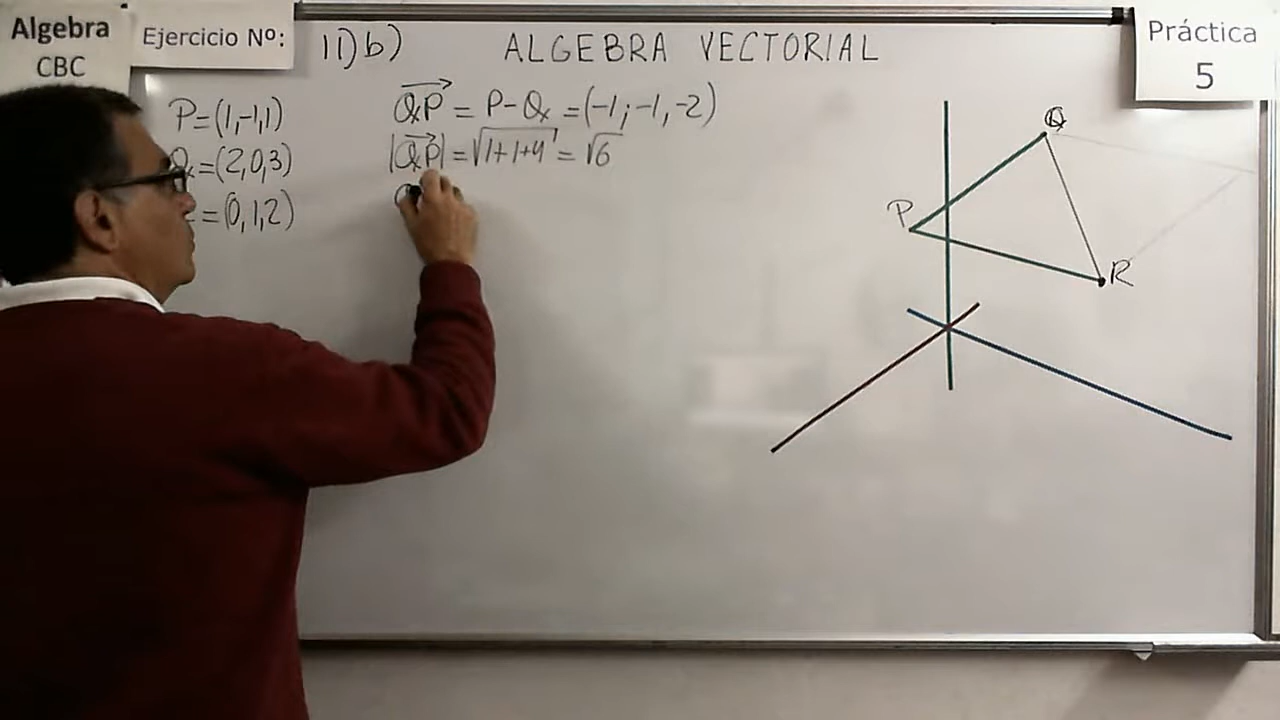 Algebra
CBC
Ejercicio Nº:
11)b)
ALGEBRA VECTORIAL
Práctica
5
P=(1,-1,1)
=(2,0,3)
=(0,1,2)
QP = P-Q = (-1;-1,-2)
|QP| = √1+1+4 = √6
Q
P
R